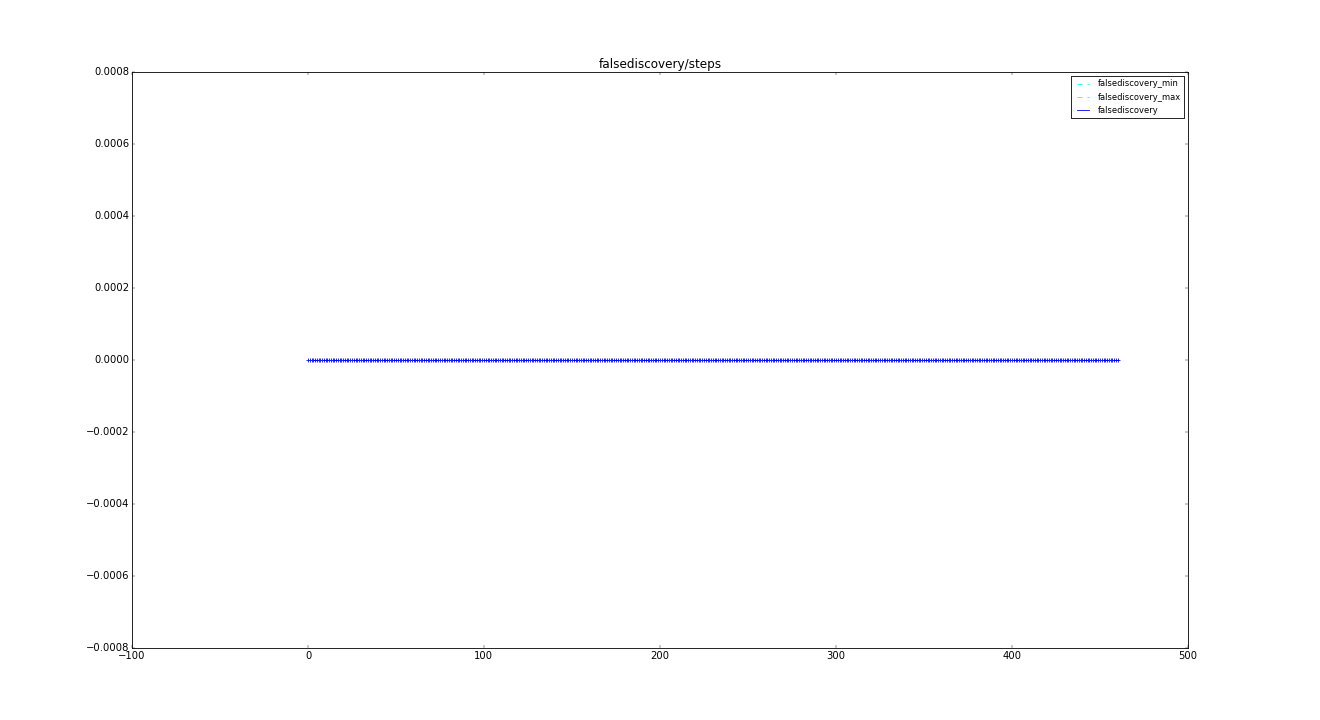 falsediscovery/steps
0.0008
falsediscovery_min
falsediscovery_max
falsediscovery
0.0006
0.0004
0.0002
0.0000
−0.0002
−0.0004
−0.0006
−0.0008
−100 0 100 200 300 400 500